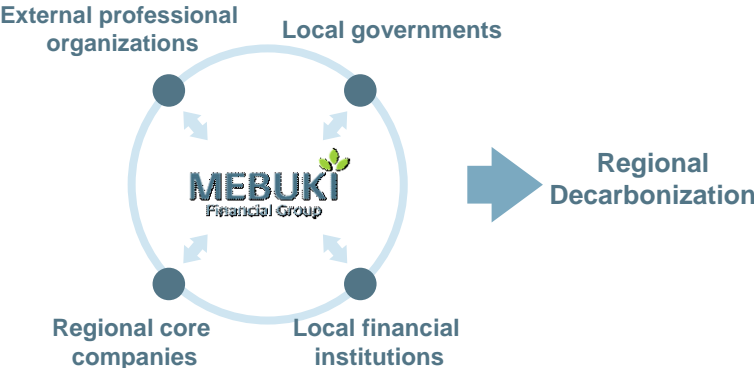 External professional
organizations
Local governments
MEBUKI
Financial Group
Regional
Decarbonization
Regional core
companies
Local financial
institutions